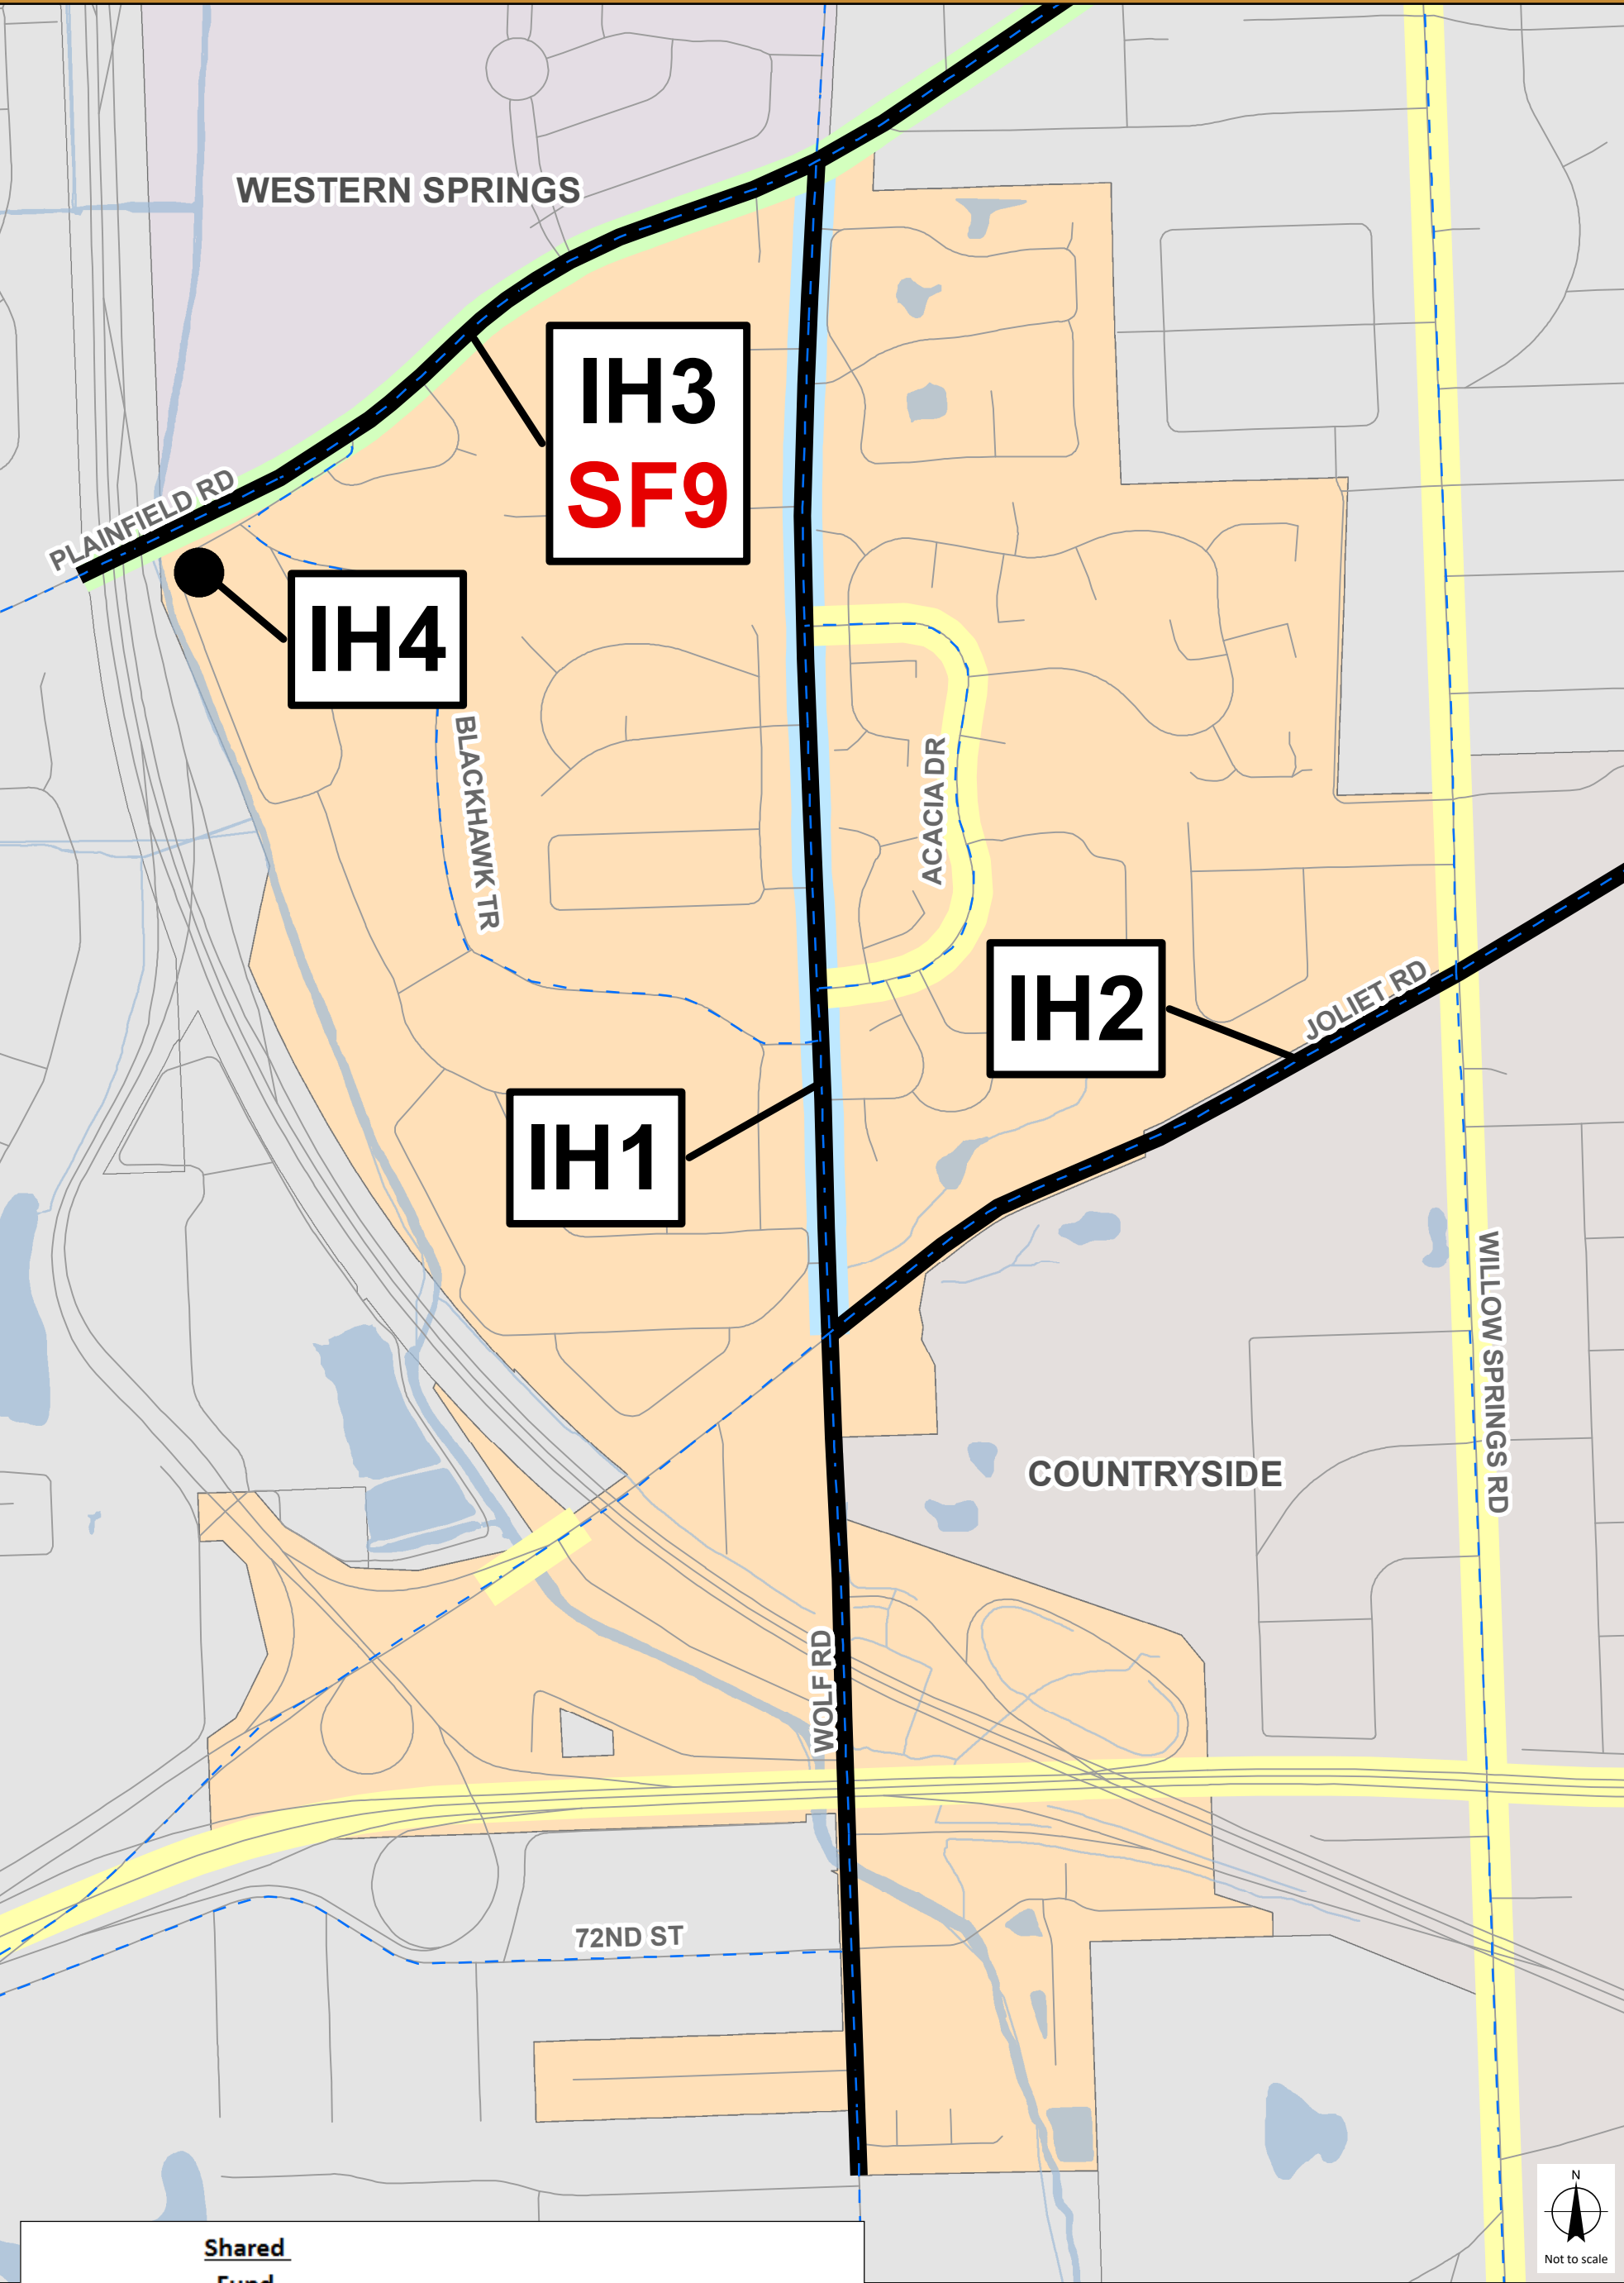 WESTERN SPRINGS
IH3
SF9
PLAINFIELD RD
IH4
BLACKHAWK TR
ACACIA DR
IH2
JOLIET RD
IH1
WILLOW SPRINGS RD
COUNTRYSIDE
WOLF RD
72ND ST
N
Not to scale
Shared
Fund